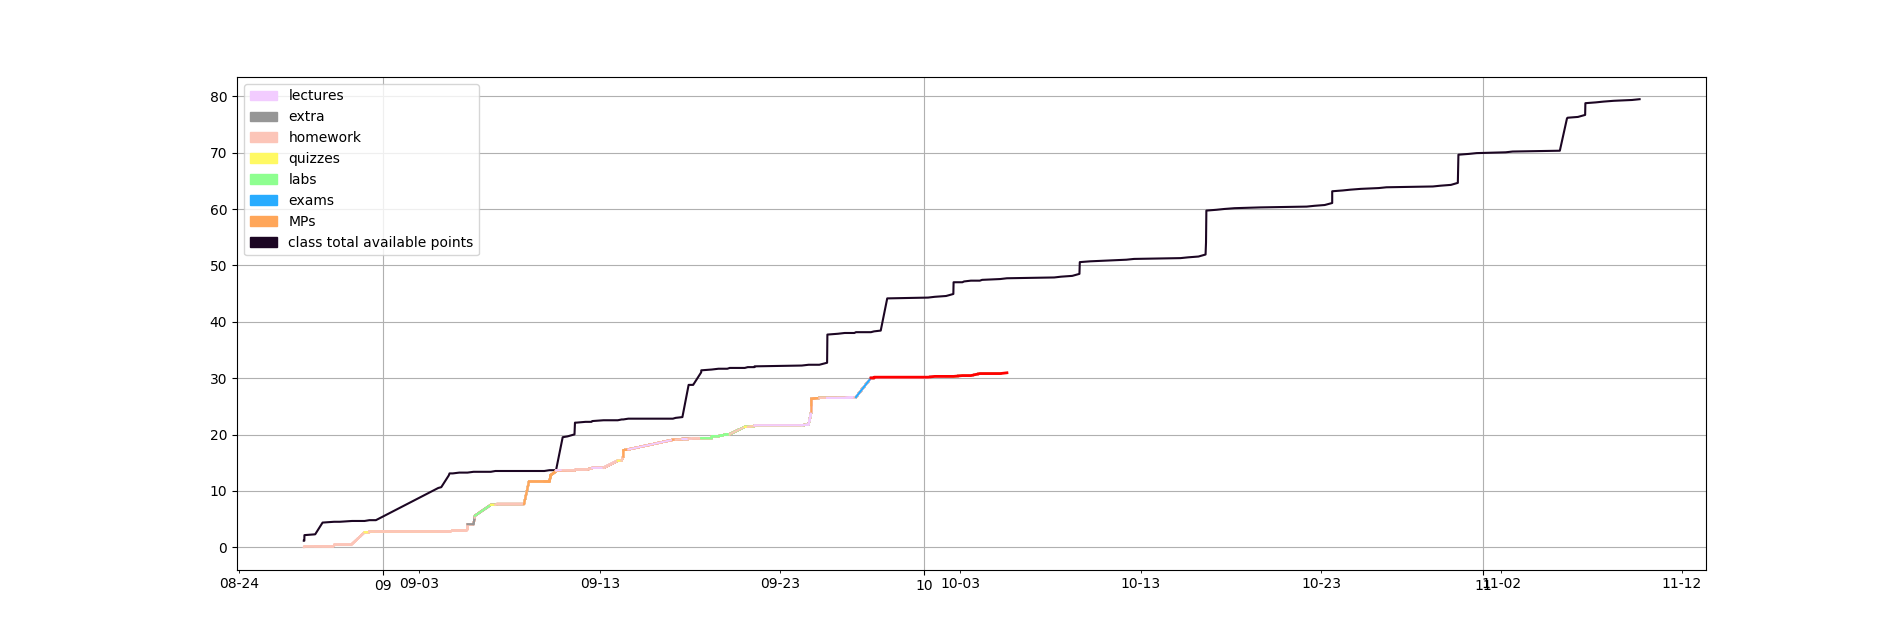 80
70
60
50
40
30
20
10
0
lectures
extra
homework
quizzes
labs
exams
MPs
class total available points
08-24 09 09-03 09-13 09-23 10 10-03 10-13 10-23 11 11-02 11-12